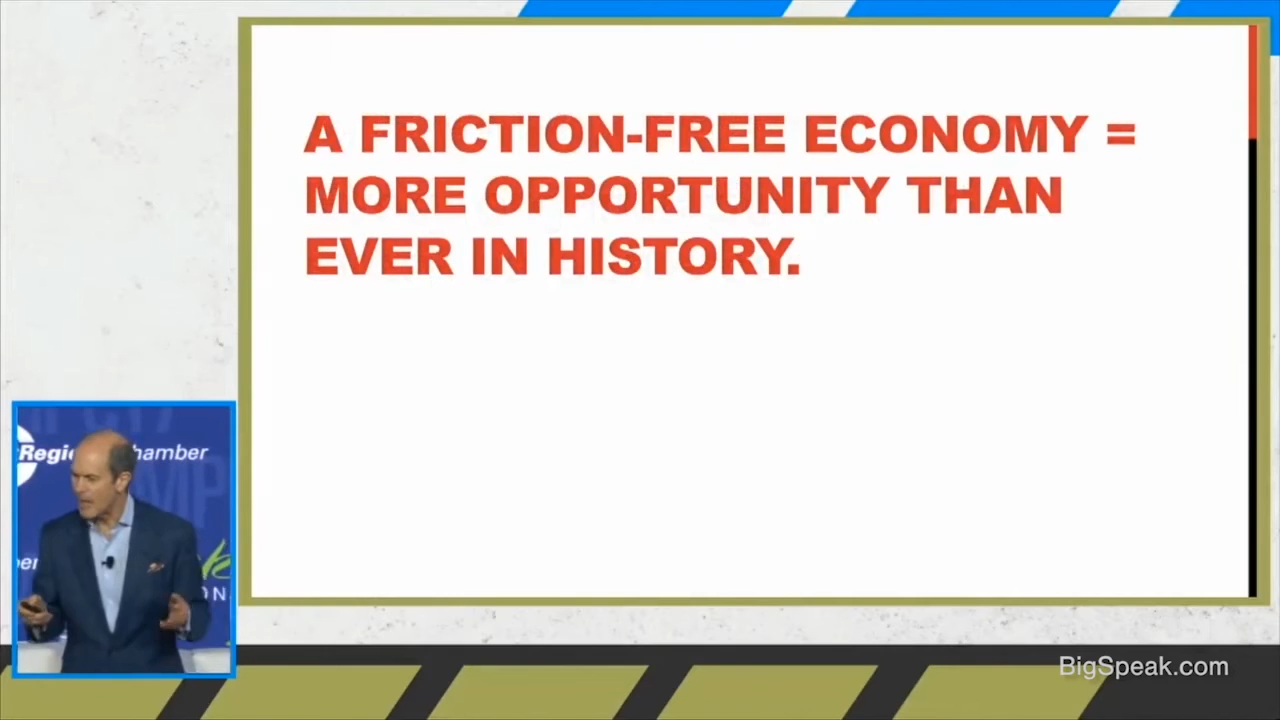 A FRICTION-FREE ECONOMY =
MORE OPPORTUNITY THAN
EVER IN HISTORY.
hamber
BigSpeak.com